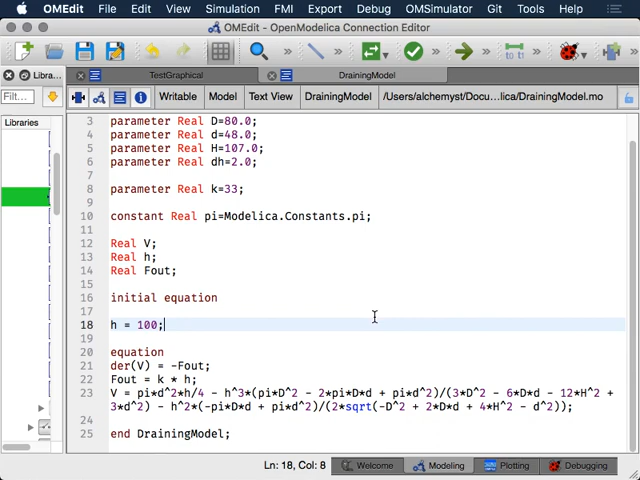 OMEdit File Edit View Simulation FMI Export Debug OMSimulator Tools Help
OMEdit - OpenModelica Connection Editor
Libra...
TestGraphical
DrainingModel
Filt...
Writable
Model
Text View
DrainingModel
/Users/alchemyst/Docu...lica/DrainingModel.mo
Libraries
3 parameter Real D=80.0;
4 parameter Real d=48.0;
5 parameter Real H=107.0;
6 parameter Real dh=2.0;
7
8 parameter Real k=33;
9
10 constant Real pi=Modelica.Constants.pi;
11
12 Real V;
13 Real h;
14 Real Fout;
15
16 initial equation
17
18 h = 100;
19
20 equation
21 der(V) = -Fout;
22 Fout = k * h;
23 V = pi*d^2*h/4 - h^3*(pi*D^2 - 2*pi*D*d + pi*d^2)/(3*D^2 - 6*D*d - 12*H^2 +
3*d^2) - h^2*(-pi*D*d + pi*d^2)/(2*sqrt(-D^2 + 2*D*d + 4*H^2 - d^2));
24
25 end DrainingModel;
Ln: 18, Col: 8
Welcome
Modeling
Plotting
Debugging